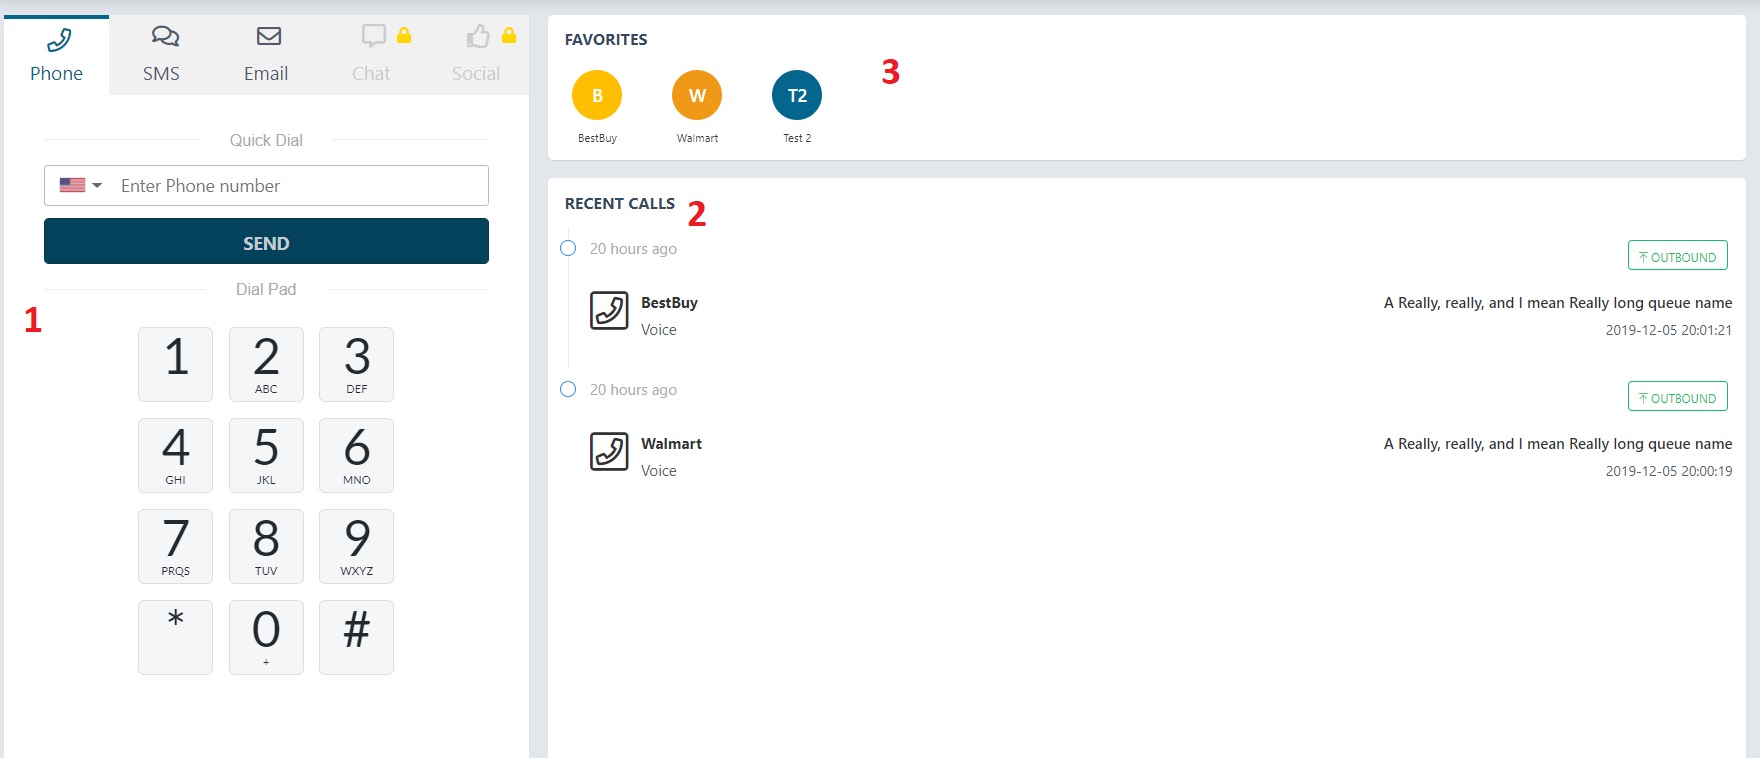 Phone
SMS
Email
Chat
Social
Quick Dial
Enter Phone number
SEND
Dial Pad
1
1
2
ABC
3
DEF
4
GHI
5
JKL
6
MNO
7
PRQS
8
TUV
9
WXYZ
*
0
+
#
FAVORITES
3
B
W
T2
BestBuy
Walmart
Test 2
RECENT CALLS
2
20 hours ago
OUTBOUND
BestBuy
A Really, really, and I mean Really long queue name
Voice
2019-12-05 20:01:21
20 hours ago
OUTBOUND
Walmart
A Really, really, and I mean Really long queue name
Voice
2019-12-05 20:00:19